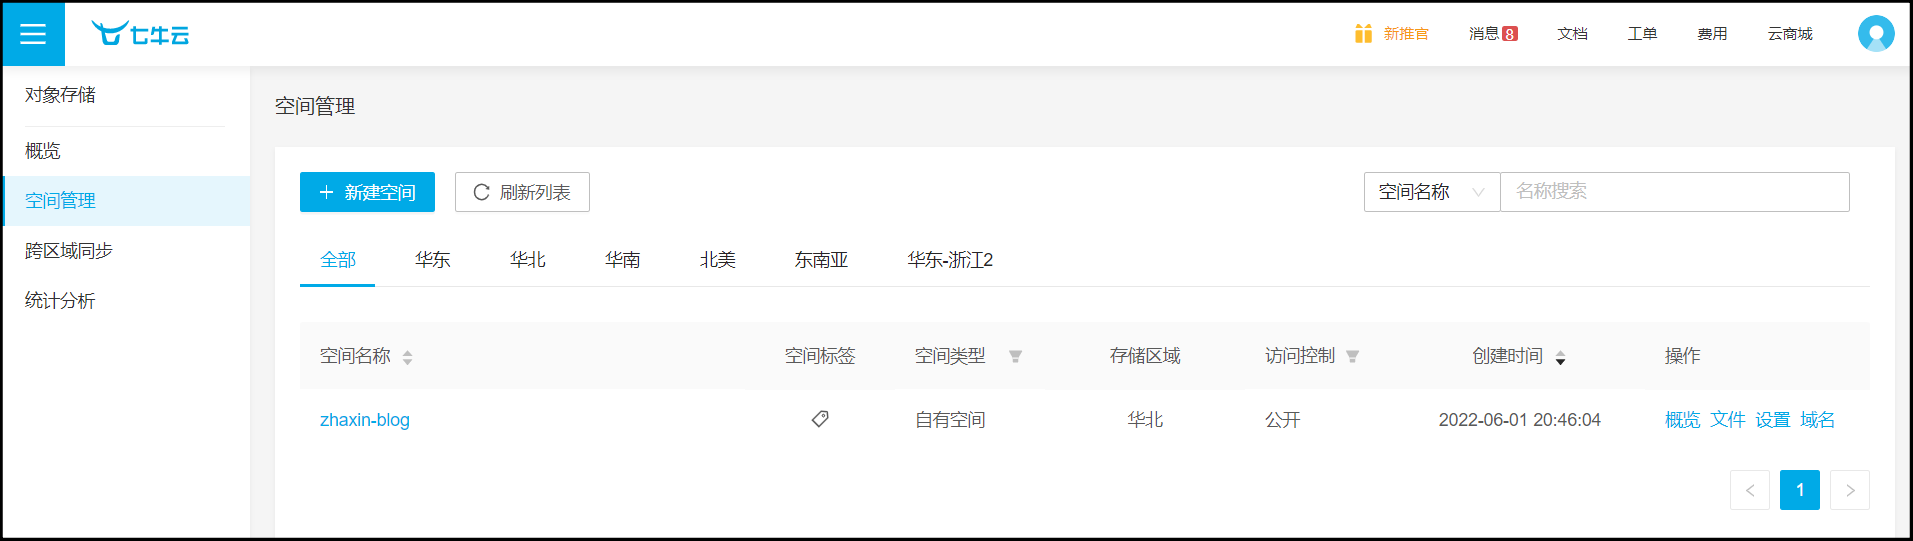 七牛云 新推官 消息 8 文档 工单 费用 云商城
对象存储
概览
空间管理
跨区域同步
统计分析
空间管理
新建空间 刷新列表 空间名称 名称搜索
全部 华东 华北 华南 北美 东南亚 华东-浙江2
空间名称 空间标签 空间类型 存储区域 访问控制 创建时间 操作
zhaxin-blog 自有空间 华北 公开 2022-06-01 20:46:04 概览 文件 设置 域名
< 1 >